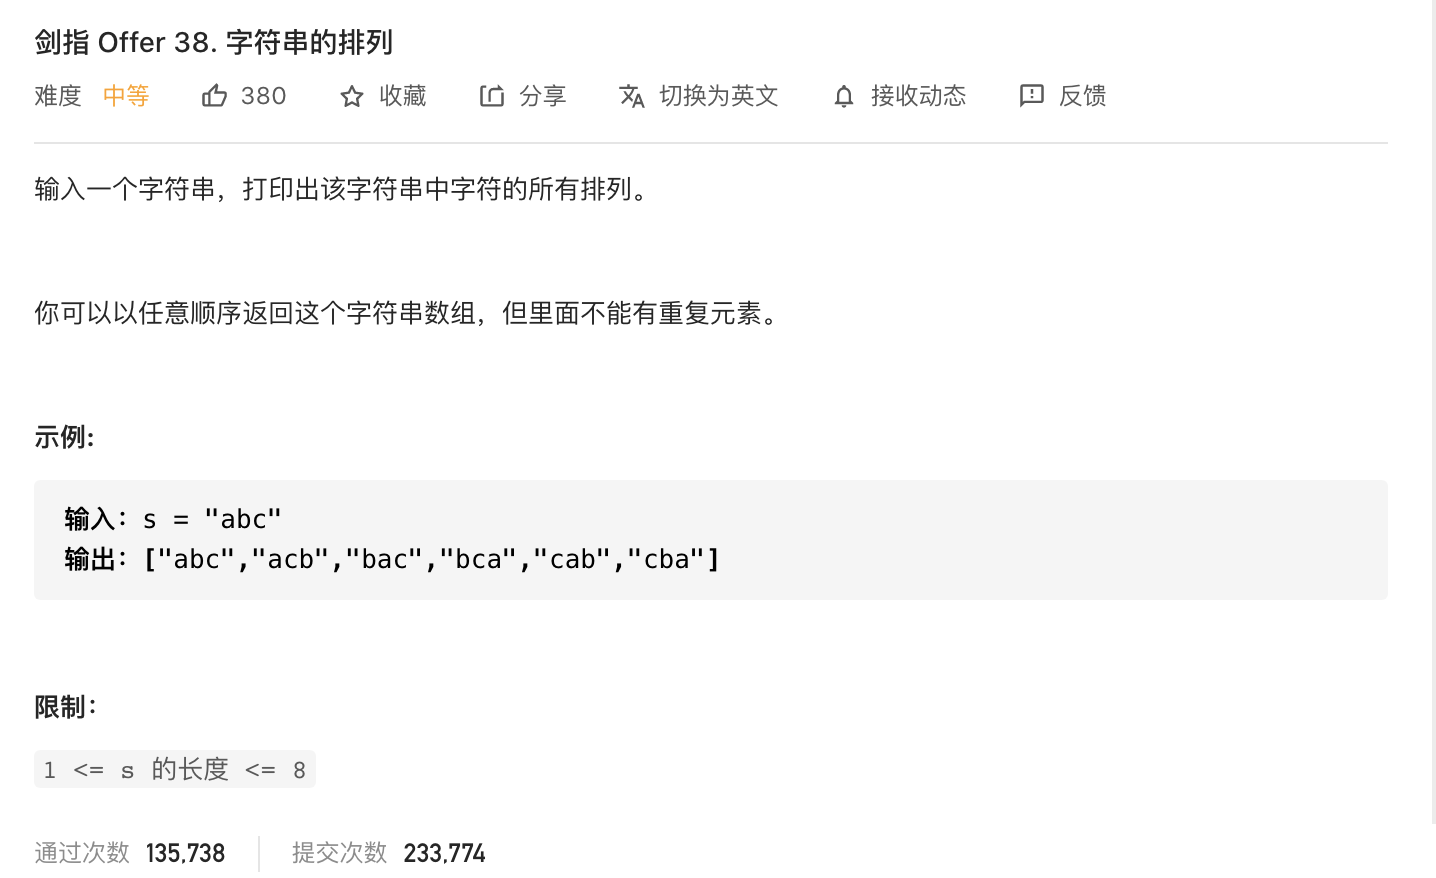 剑指 Offer 38. 字符串的排列
难度 中等 380 收藏 分享 切换为英文 接收动态 反馈
输入一个字符串，打印出该字符串中字符的所有排列。
你可以以任意顺序返回这个字符串数组，但里面不能有重复元素。
示例:
输入：s = "abc"
输出：["abc","acb","bac","bca","cab","cba"]
限制：
1 <= s 的长度 <= 8
通过次数 135,738 提交次数 233,774